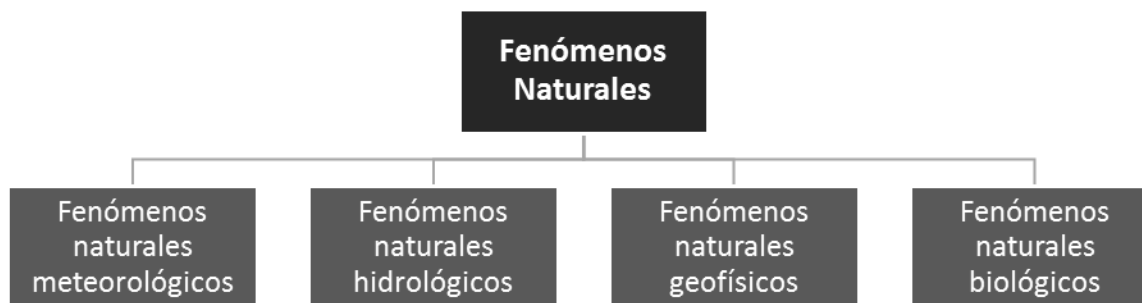 Fenómenos
Naturales
Fenómenos
naturales
meteorológicos
Fenómenos
naturales
hidrológicos
Fenómenos
naturales
geofísicos
Fenómenos
naturales
biológicos